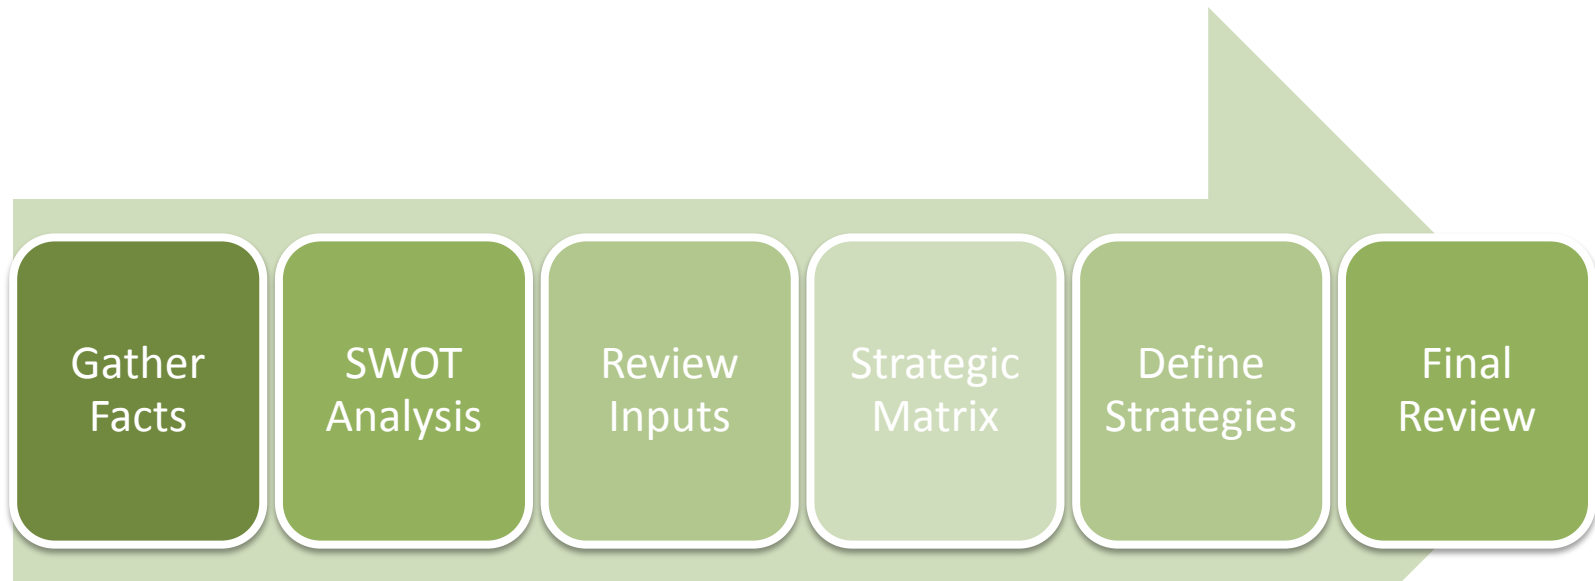 Gather
Facts
SWOT
Analysis
Review
Inputs
Strategic
Matrix
Define
Strategies
Final
Review